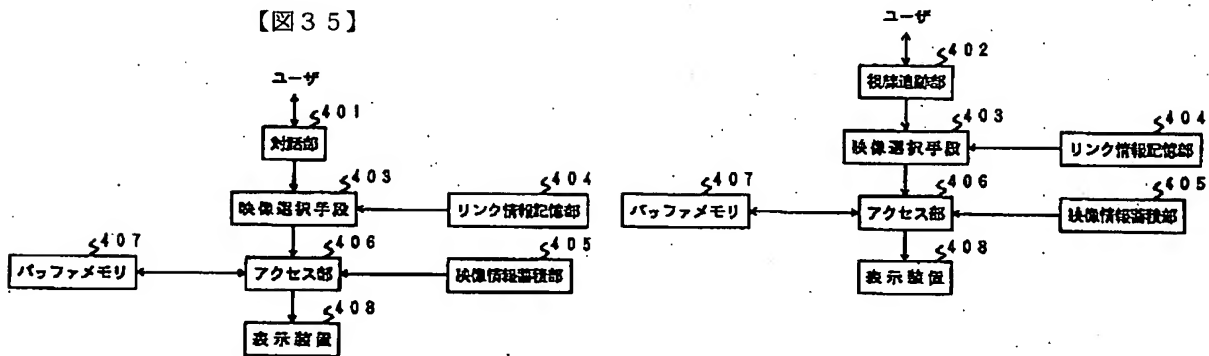 【図３５】
ユーザ
401
対話部
403
映像選択手段
404
リンク情報記憶部
407
バッファメモリ
406
アクセス部
405
映像情報蓄積部
408
表示装置
ユーザ
402
視線追跡部
403
映像選択手段
404
リンク情報記憶部
407
バッファメモリ
406
アクセス部
405
映像情報蓄積部
408
表示装置